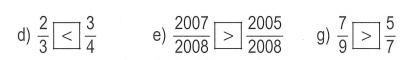 d) 2/3 < 3/4 e) 2007/2008 > 2005/2008 g) 7/9 > 5/7